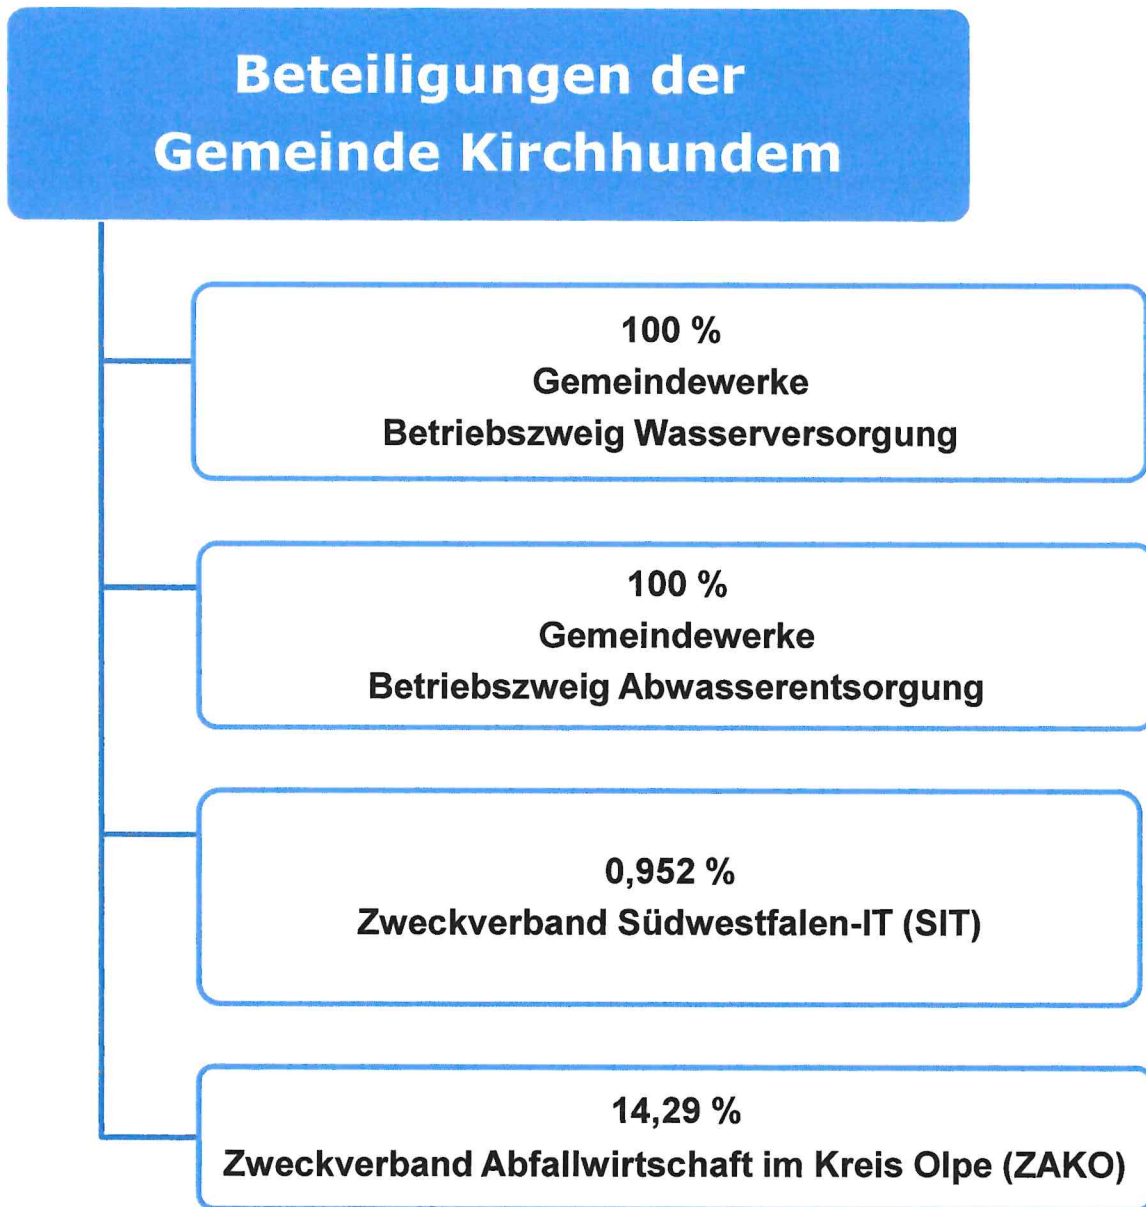 Beteiligungen der
Gemeinde Kirchhundem
100 %
Gemeindewerke
Betriebszweig Wasserversorgung
100 %
Gemeindewerke
Betriebszweig Abwasserentsorgung
0,952 %
Zweckverband Südwestfalen-IT (SIT)
14,29 %
Zweckverband Abfallwirtschaft im Kreis Olpe (ZAKO)